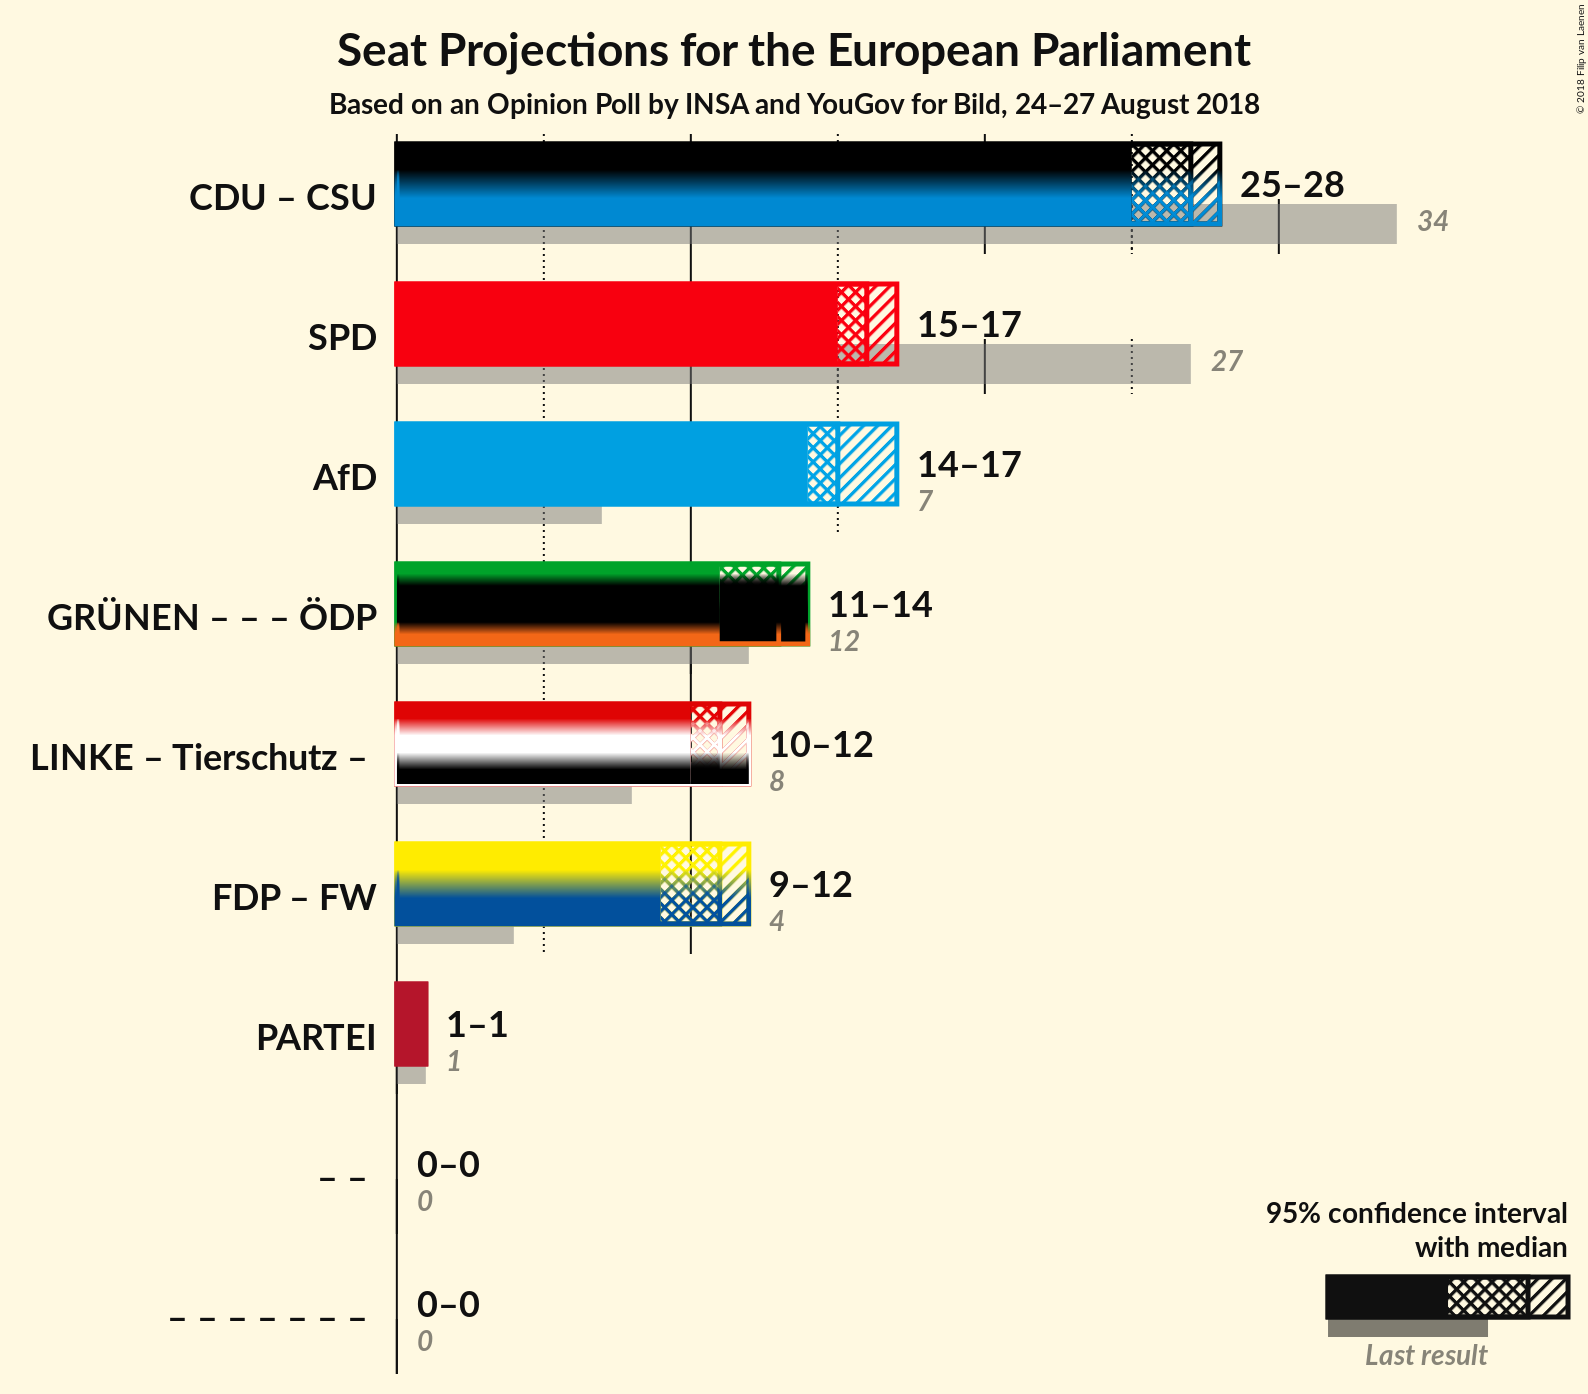 Seat Projections for the European Parliament
Based on an Opinion Poll by INSA and YouGov for Bild, 24–27 August 2018
© 2018 Filip van Laenen
CDU – CSU
25–28
34
SPD
15–17
27
AfD
14–17
7
GRÜNEN – – – ÖDP
11–14
12
LINKE – Tierschutz –
10–12
8
FDP – FW
9–12
4
PARTEI
1–1
1
– –
0–0
0
– – – – – – –
0–0
0
95% confidence interval
with median
Last result